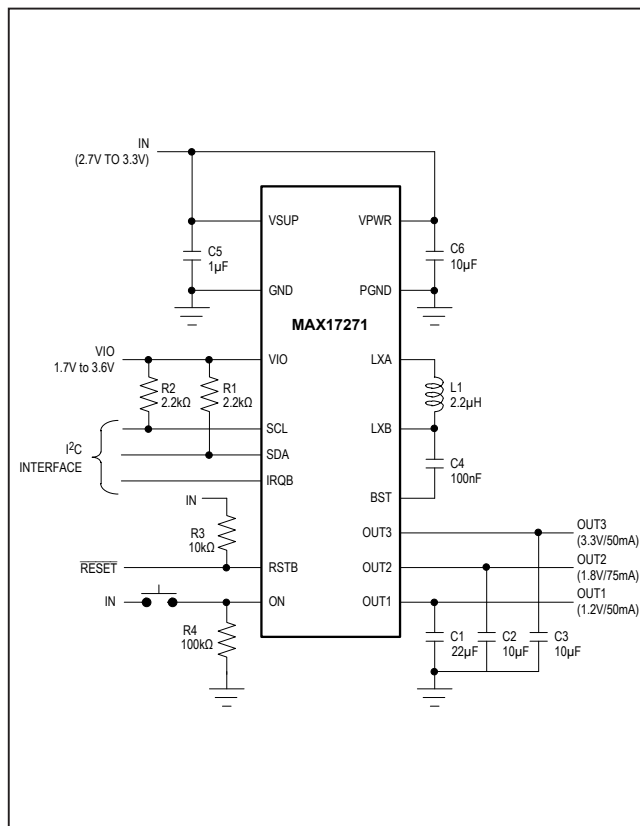 IN
(2.7V TO 3.3V)
VSUP
VPWR
C5
1µF
C6
10µF
GND
PGND
MAX17271
VIO
1.7V to 3.6V
VIO
LXA
R2
2.2kΩ
R1
2.2kΩ
L1
2.2µH
SCL
LXB
I²C
INTERFACE
SDA
C4
100nF
IRQB
BST
IN
R3
10kΩ
OUT3
OUT3
(3.3V/50mA)
RESET
RSTB
OUT2
OUT2
(1.8V/75mA)
IN
ON
OUT1
OUT1
(1.2V/50mA)
R4
100kΩ
C1
22µF
C2
10µF
C3
10µF